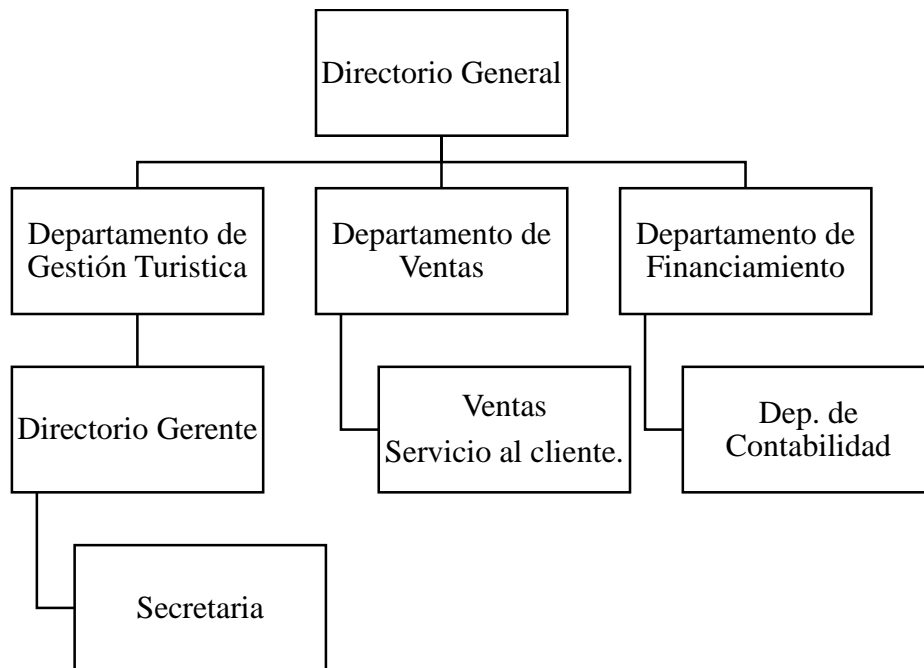 Directorio General
Departamento de
Gestión Turistica
Departamento de
Ventas
Departamento de
Financiamiento
Directorio Gerente
Ventas
Servicio al cliente.
Dep. de
Contabilidad
Secretaria